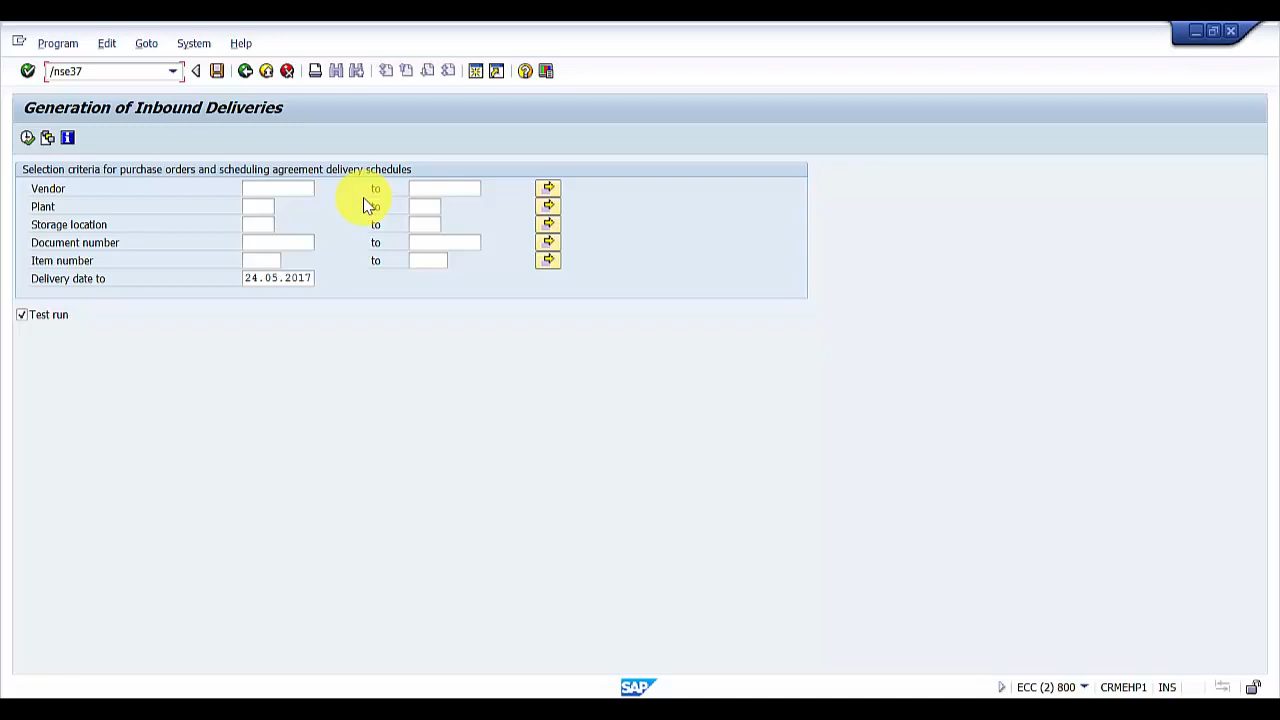 Program Edit Goto System Help
/nse37
Generation of Inbound Deliveries
Selection criteria for purchase orders and scheduling agreement delivery schedules
Vendor to
Plant to
Storage location to
Document number to
Item number to
Delivery date to 24.05.2017
Test run
SAP ECC (2) 800 CRMEHP1 INS